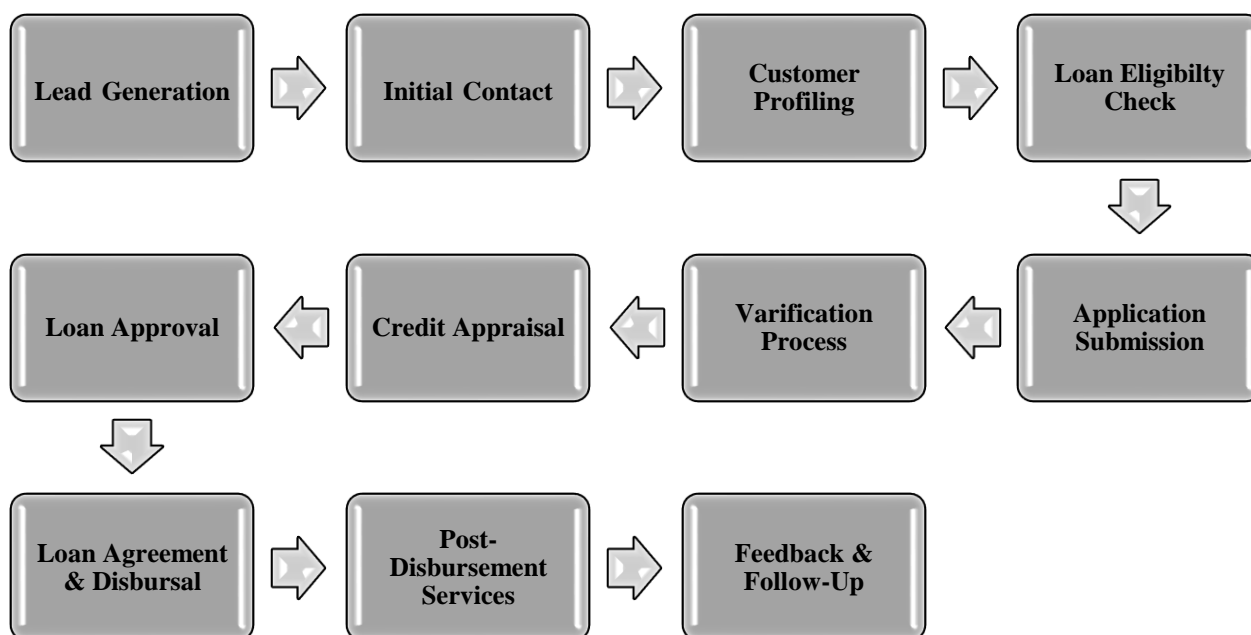 Lead Generation
Initial Contact
Customer
Profiling
Loan Eligibilty
Check
Application
Submission
Varification
Process
Credit Appraisal
Loan Approval
Loan Agreement
& Disbursal
Post-
Disbursement
Services
Feedback &
Follow-Up